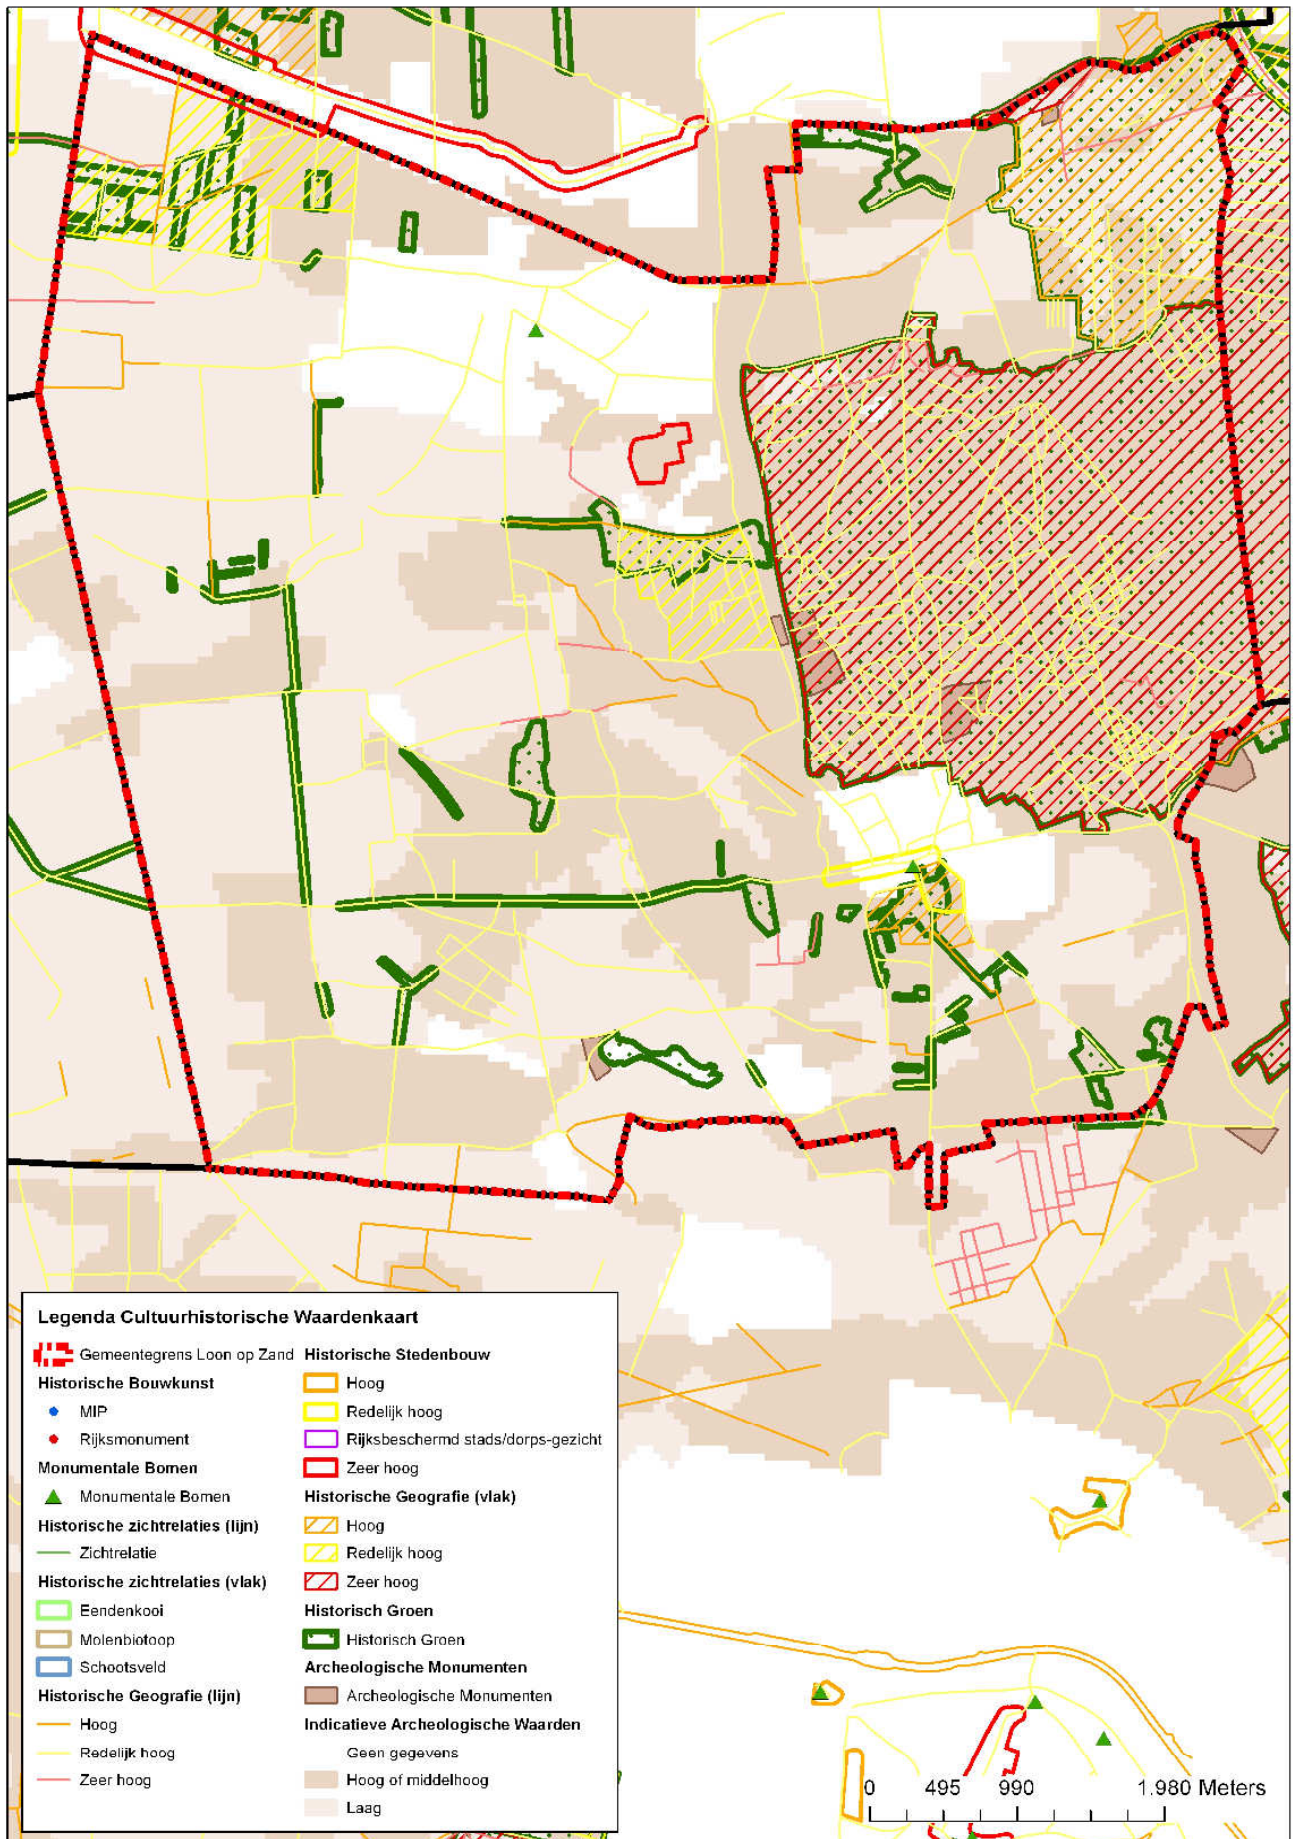 Legenda Cultuurhistorische Waardenkaart
Gemeentegrens Loon op Zand
Historische Bouwkunst
MIP
Rijksmonument
Monumentale Bomen
Monumentale Bomen
Historische zichtrelaties (lijn)
Zichtrelatie
Historische zichtrelaties (vlak)
Eendenkooi
Molenbiotoop
Schootsveld
Historische Geografie (lijn)
Hoog
Redelijk hoog
Zeer hoog
Historische Stedenbouw
Hoog
Redelijk hoog
Rijksbeschermd stads/dorps-gezicht
Zeer hoog
Historische Geografie (vlak)
Hoog
Redelijk hoog
Zeer hoog
Historisch Groen
Historisch Groen
Archeologische Monumenten
Archeologische Monumenten
Indicatieve Archeologische Waarden
Geen gegevens
Hoog of middelhoog
Laag
0 495 990 1.980 Meters